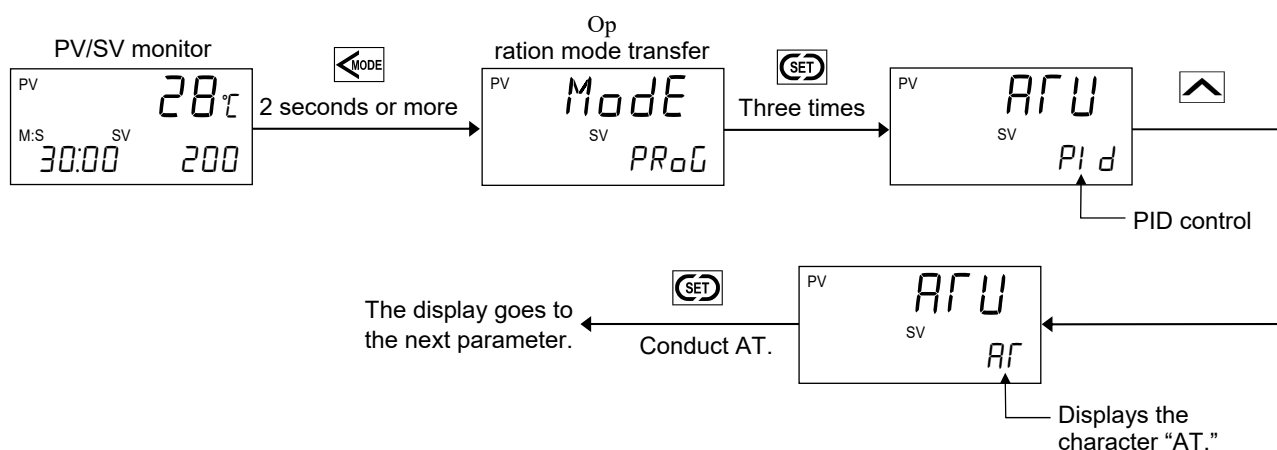 Op
PV/SV monitor
ration mode transfer
PV
28℃
M:S
SV
30:00
200
<MODE
2 seconds or more
PV
ModE
SV
PRoG
SET
Three times
PV
ATU
SV
PId
PID control
The display goes to
the next parameter.
SET
Conduct AT.
PV
ATU
SV
AT
Displays the
character “AT.”